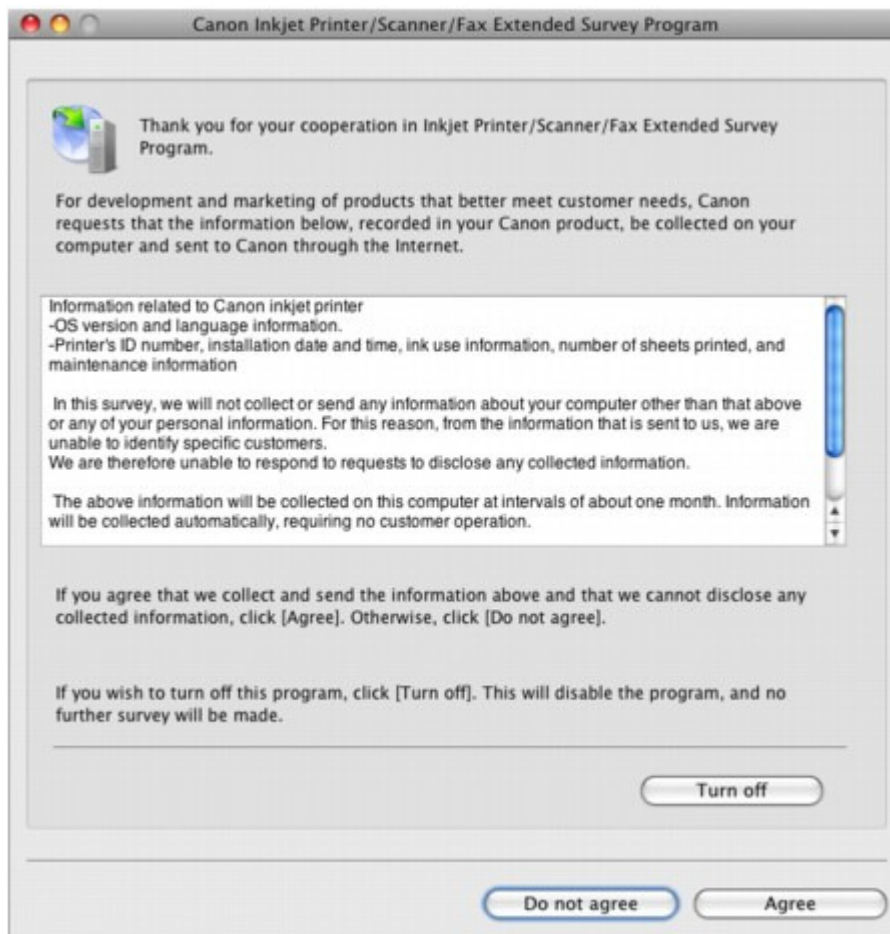 Canon Inkjet Printer/Scanner/Fax Extended Survey Program
Thank you for your cooperation in Inkjet Printer/Scanner/Fax Extended Survey
Program.
For development and marketing of products that better meet customer needs, Canon
requests that the information below, recorded in your Canon product, be collected on your
computer and sent to Canon through the Internet.
Information related to Canon inkjet printer
-OS version and language information.
-Printer's ID number, installation date and time, ink use information, number of sheets printed, and
maintenance information
In this survey, we will not collect or send any information about your computer other than that above
or any of your personal information. For this reason, from the information that is sent to us, we are
unable to identify specific customers.
We are therefore unable to respond to requests to disclose any collected information.
The above information will be collected on this computer at intervals of about one month. Information
will be collected automatically, requiring no customer operation.
If you agree that we collect and send the information above and that we cannot disclose any
collected information, click [Agree]. Otherwise, click [Do not agree].
If you wish to turn off this program, click [Turn off]. This will disable the program, and no
further survey will be made.
Turn off
Do not agree
Agree